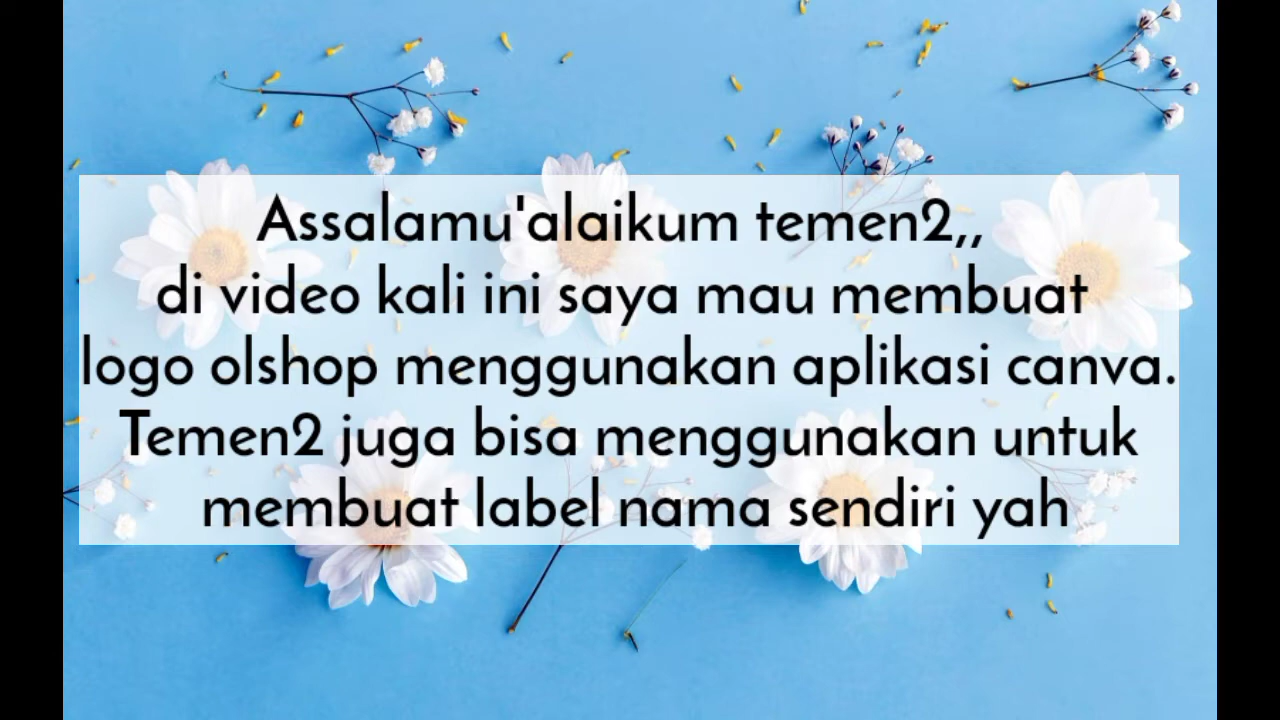 Assalamu'alaikum temen2,,
di video kali ini saya mau membuat
logo olshop menggunakan aplikasi canva.
Temen2 juga bisa menggunakan untuk
membuat label nama sendiri yah